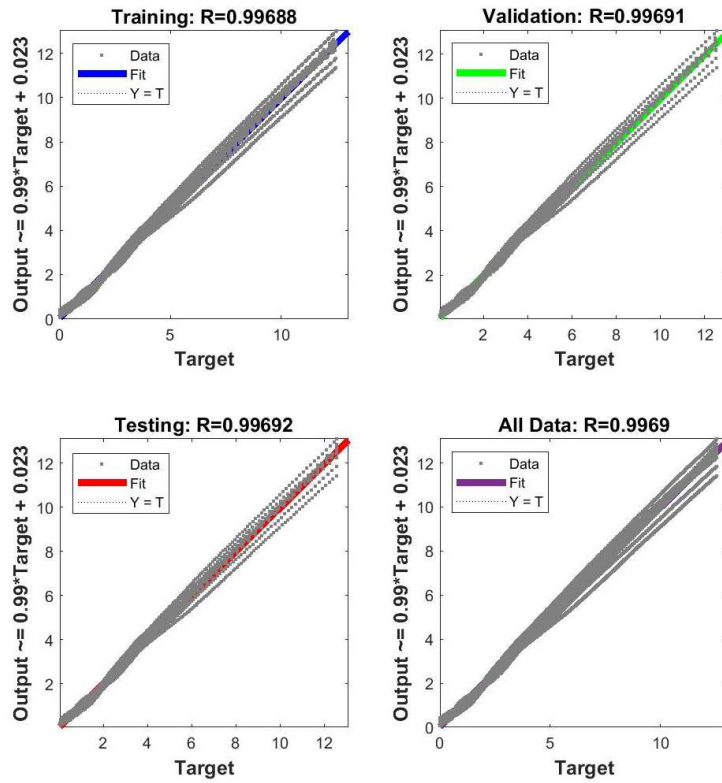 Training: R=0.99688
Output ~= 0.99*Target + 0.023
12
10
8
6
4
2
0
Data
Fit
Y = T
0
5
10
Target
Validation: R=0.99691
Output ~= 0.99*Target + 0.023
12
10
8
6
4
2
Data
Fit
Y = T
2
4
6
8
10
12
Target
Testing: R=0.99692
Output ~= 0.99*Target + 0.023
12
10
8
6
4
2
Data
Fit
Y = T
2
4
6
8
10
12
Target
All Data: R=0.9969
Output ~= 0.99*Target + 0.023
12
10
8
6
4
2
0
Data
Fit
Y = T
0
5
10
Target